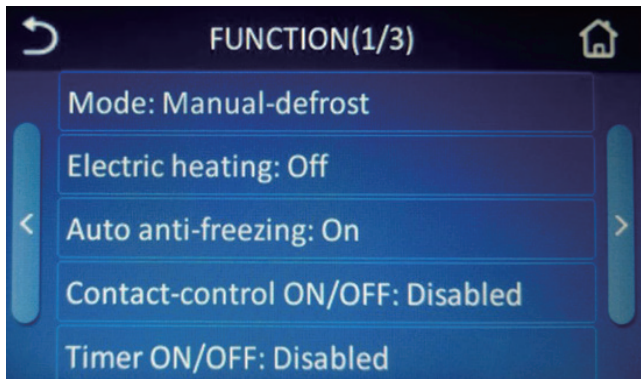 FUNCTION(1/3)
Mode: Manual-defrost
Electric heating: Off
Auto anti-freezing: On
Contact-control ON/OFF: Disabled
Timer ON/OFF: Disabled